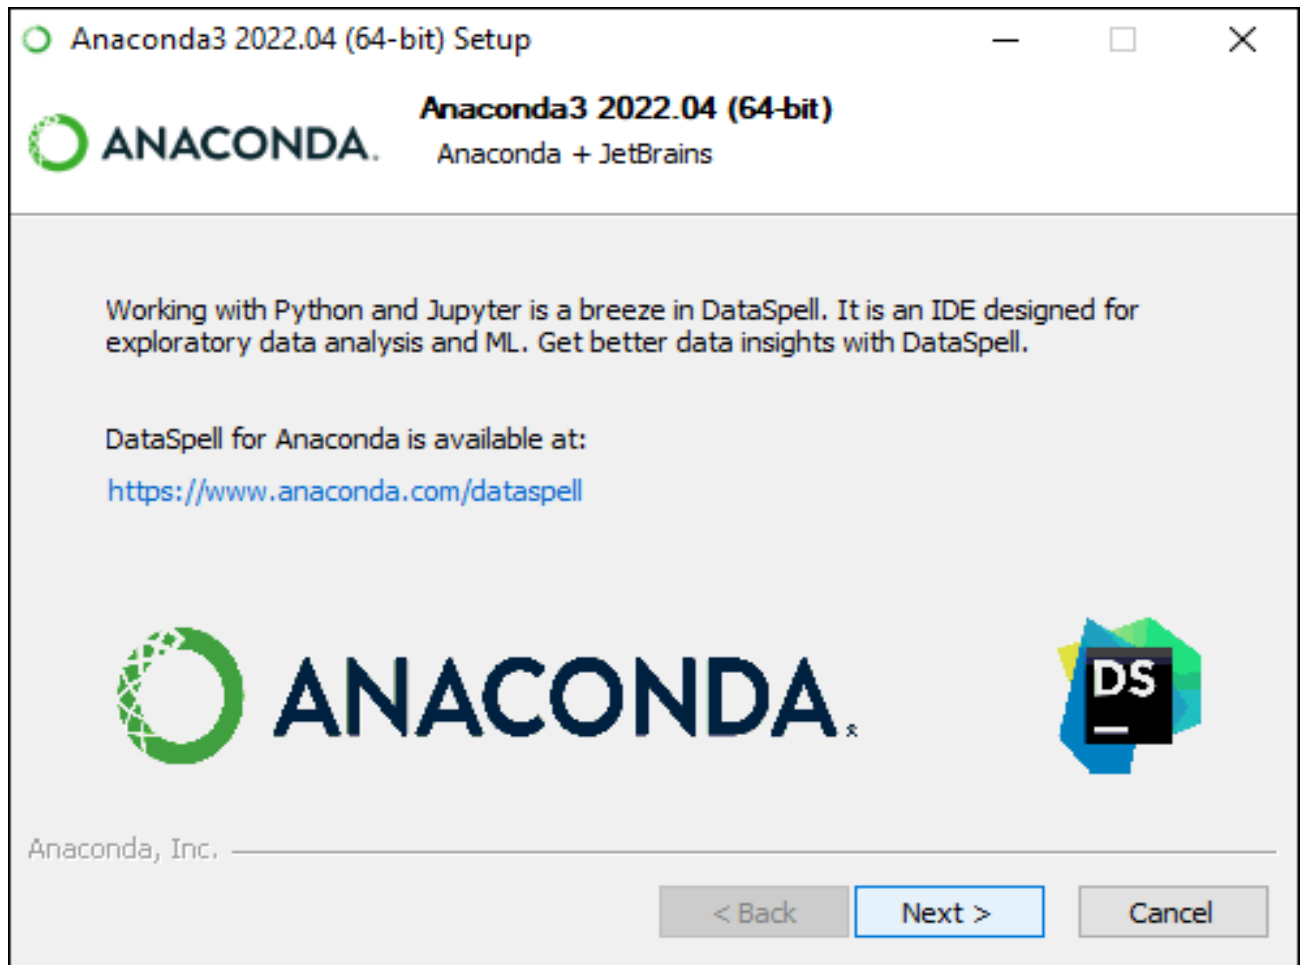 Anaconda3 2022.04 (64-bit) Setup
ANACONDA.
Anaconda3 2022.04 (64-bit)
Anaconda + JetBrains
Working with Python and Jupyter is a breeze in DataSpell. It is an IDE designed for
exploratory data analysis and ML. Get better data insights with DataSpell.
DataSpell for Anaconda is available at:
https://www.anaconda.com/dataspell
ANACONDA.
DS
Anaconda, Inc.
< Back
Next >
Cancel